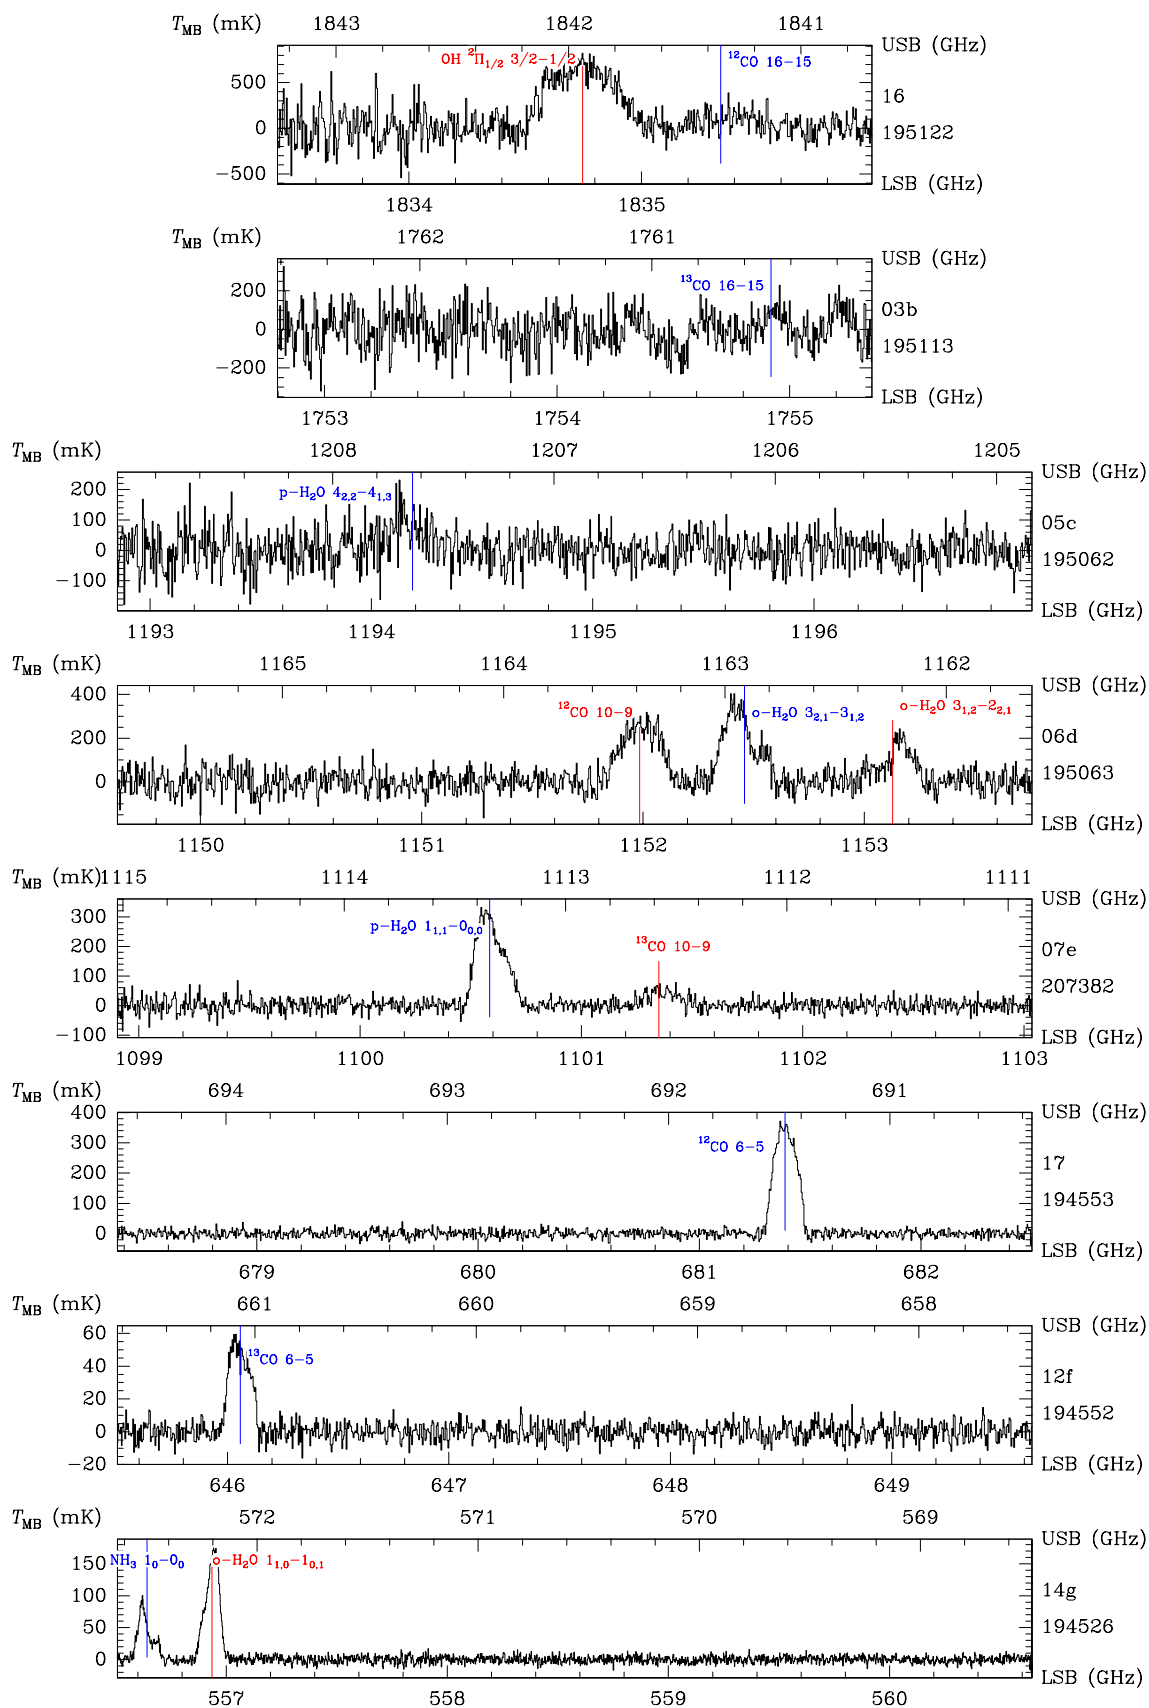 T_MB (mK) 1843 1842 1841 USB (GHz)
OH ²Π_1/2 3/2−1/2 ¹²CO 16−15
500 16
0 195122
−500 LSB (GHz)
1834 1835
T_MB (mK) 1762 1761 USB (GHz)
¹³CO 16−15
200 03b
0 195113
−200
LSB (GHz)
1753 1754 1755
T_MB (mK) 1208 1207 1206 1205
USB (GHz)
200 p−H₂O 4_2,2−4_1,3
100 05c
0 195062
−100
LSB (GHz)
1193 1194 1195 1196
T_MB (mK) 1165 1164 1163 1162
USB (GHz)
400 ¹²CO 10−9 o−H₂O 3_2,1−3_1,2 o−H₂O 3_1,2−2_2,1
200 06d
0 195063
LSB (GHz)
1150 1151 1152 1153
T_MB (mK) 1115 1114 1113 1112 1111
USB (GHz)
300 p−H₂O 1_1,1−0_0,0
200 ¹³CO 10−9 07e
100 207382
0
−100 LSB (GHz)
1099 1100 1101 1102 1103
T_MB (mK) 694 693 692 691
400 USB (GHz)
300 ¹²CO 6−5
200 17
100 194553
0
LSB (GHz)
679 680 681 682
T_MB (mK) 661 660 659 658
60 USB (GHz)
40 ¹³CO 6−5 12f
20 194552
0
−20 LSB (GHz)
646 647 648 649
T_MB (mK) 572 571 570 569
USB (GHz)
150 NH₃ 1₀−0₀ o−H₂O 1_1,0−1_0,1
100 14g
50 194526
0
LSB (GHz)
557 558 559 560